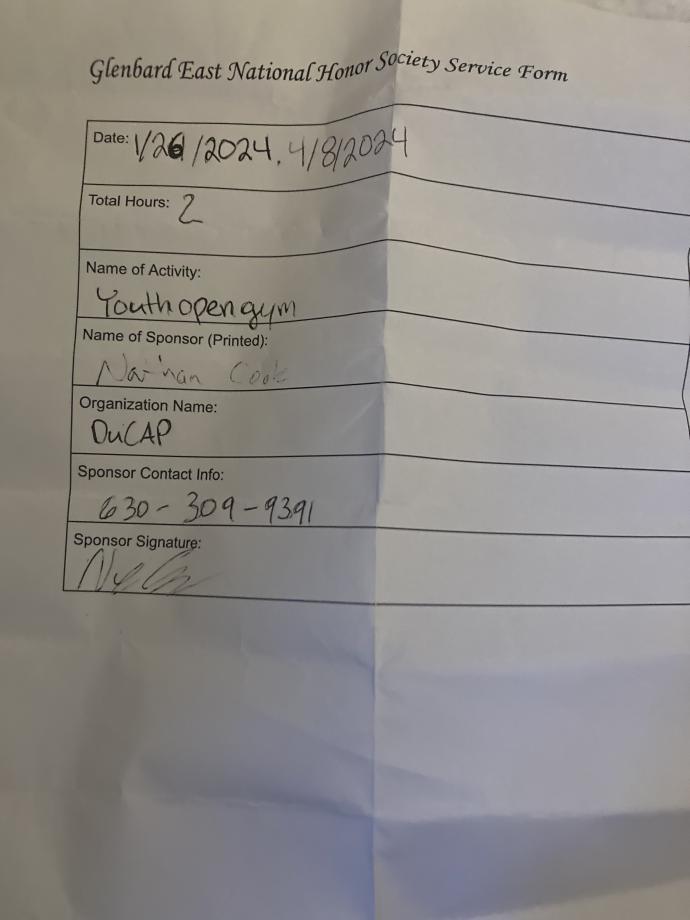 Glenbard East National Honor Society Service Form
Date: 1/26/2024, 4/8/2024
Total Hours: 2
Name of Activity:
Youth open gym
Name of Sponsor (Printed):
Nathan Cook
Organization Name:
DuCAP
Sponsor Contact Info:
630-309-9391
Sponsor Signature: